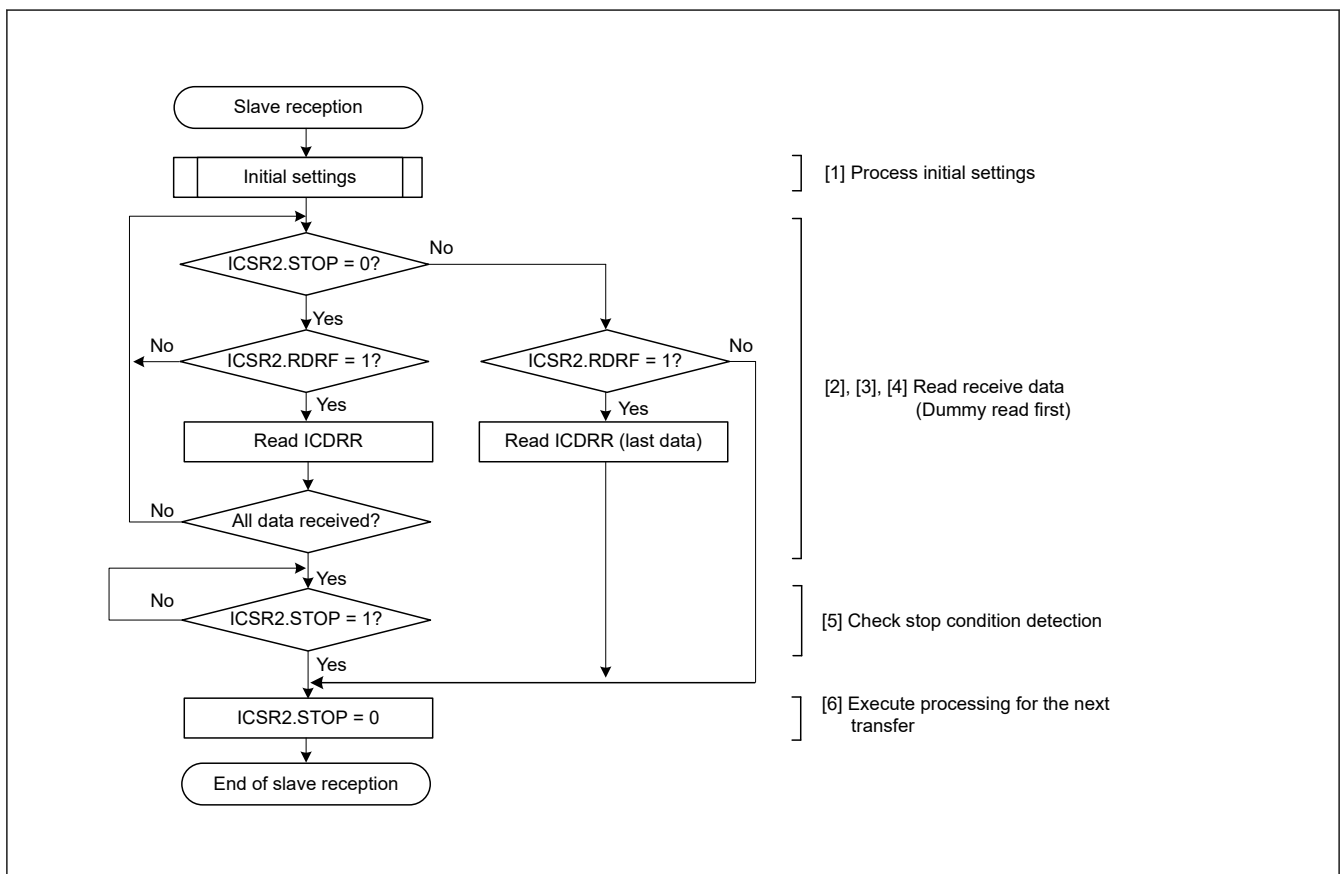 Slave reception
Initial settings
[1] Process initial settings
ICSR2.STOP = 0?
No
Yes
ICSR2.RDRF = 1?
No
Yes
ICSR2.RDRF = 1?
No
Yes
[2], [3], [4] Read receive data
(Dummy read first)
Read ICDRR
Read ICDRR (last data)
All data received?
No
Yes
ICSR2.STOP = 1?
No
Yes
[5] Check stop condition detection
ICSR2.STOP = 0
[6] Execute processing for the next
transfer
End of slave reception